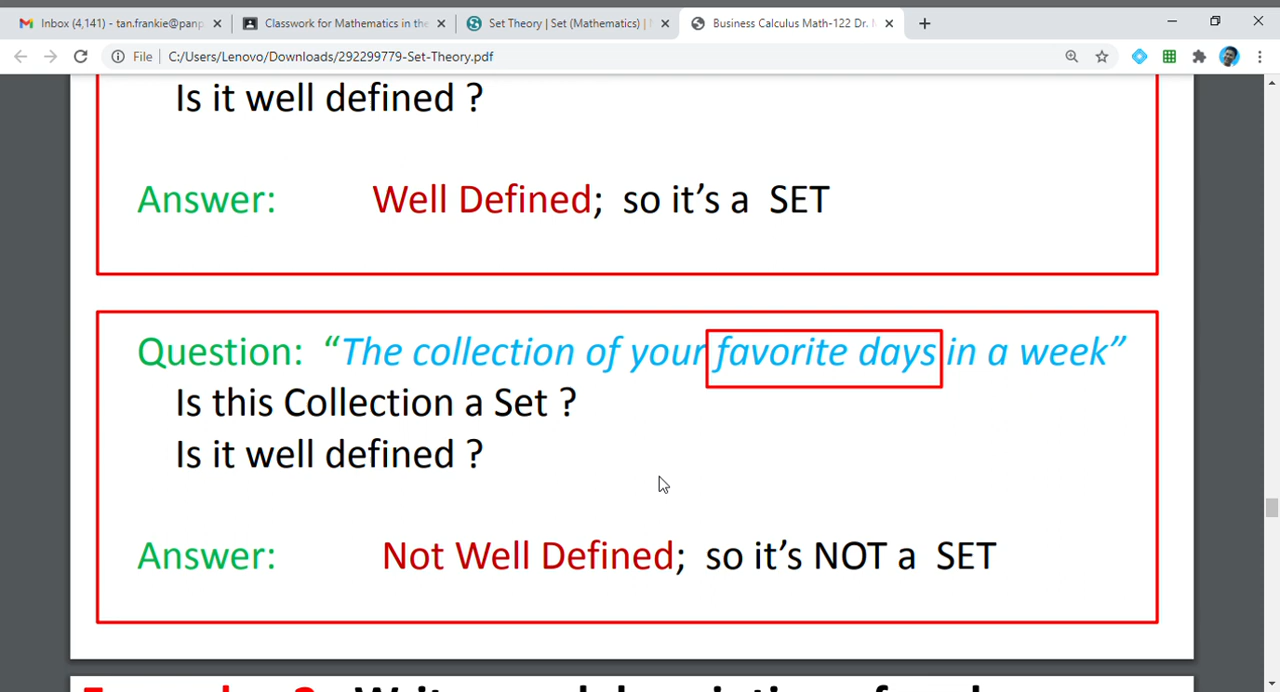 Inbox (4,141) - tan.frankie@panp
Classwork for Mathematics in the
Set Theory | Set (Mathematics) |
Business Calculus Math-122 Dr.
File
C:/Users/Lenovo/Downloads/292299779-Set-Theory.pdf
Is it well defined ?
Answer: Well Defined; so it's a SET
Question: “The collection of your favorite days in a week”
Is this Collection a Set ?
Is it well defined ?
Answer: Not Well Defined; so it's NOT a SET